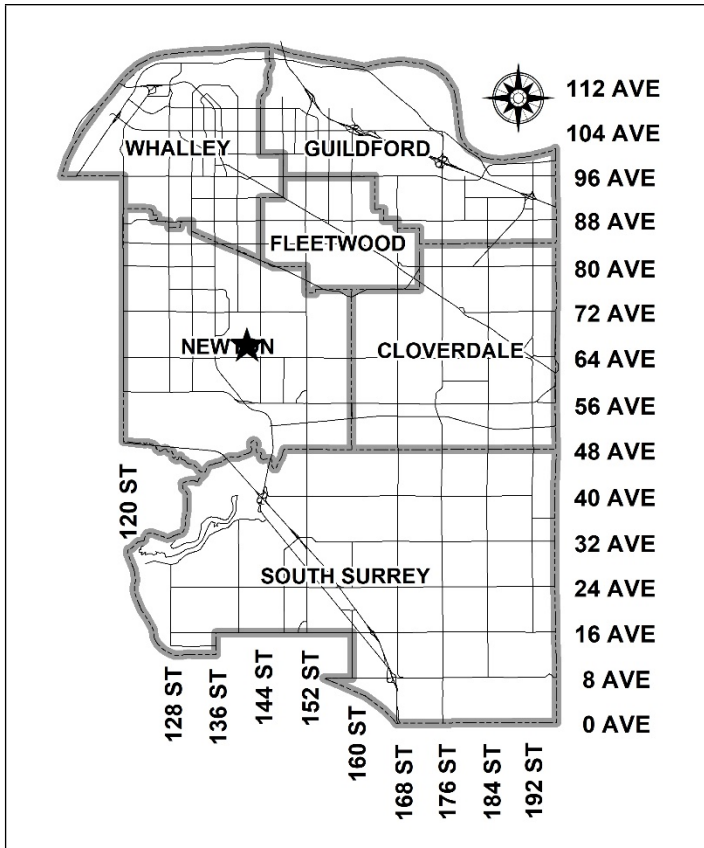 112 AVE
104 AVE
WHALLEY
GUILDFORD
96 AVE
88 AVE
FLEETWOOD
80 AVE
72 AVE
NEWTON
CLOVERDALE
64 AVE
56 AVE
48 AVE
120 ST
40 AVE
32 AVE
SOUTH SURREY
24 AVE
16 AVE
8 AVE
0 AVE
128 ST
136 ST
144 ST
152 ST
160 ST
168 ST
176 ST
184 ST
192 ST